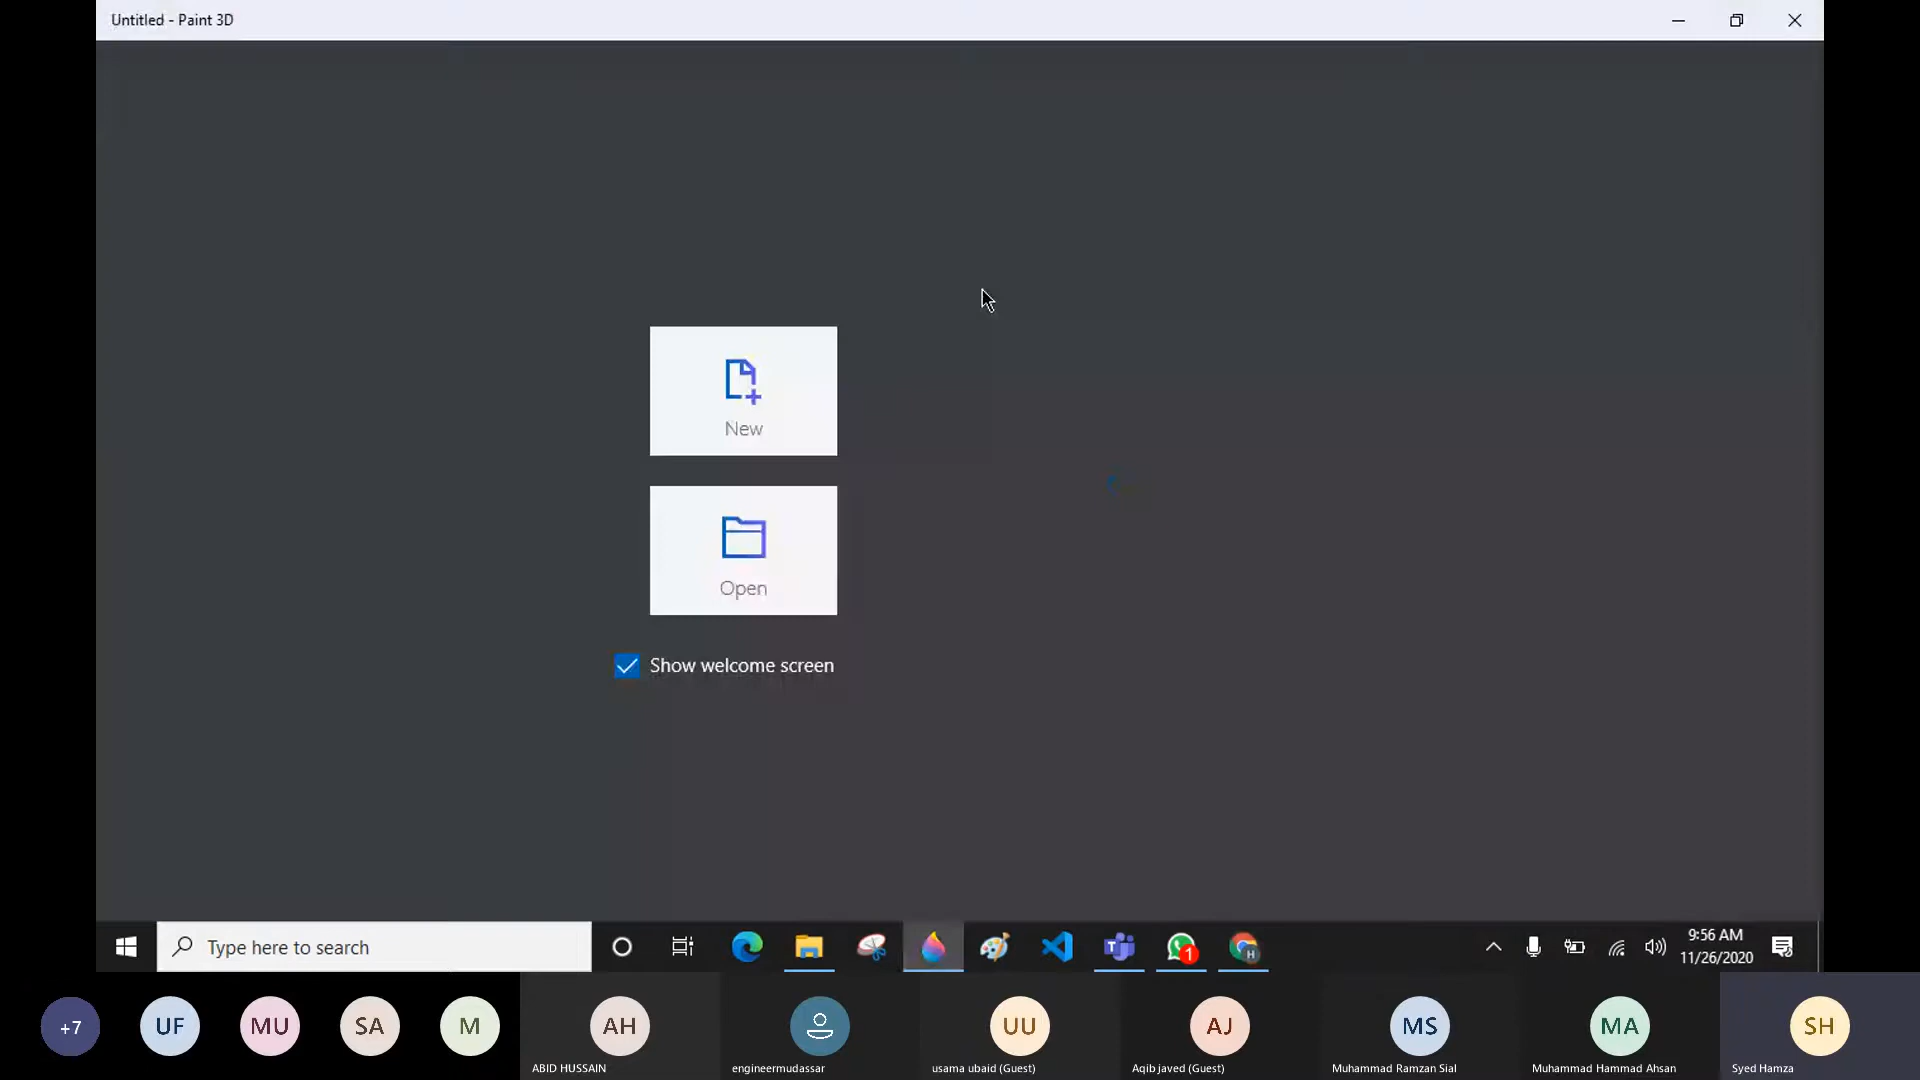 Untitled - Paint 3D
New
Open
Show welcome screen
Type here to search
1
H
9:56 AM
11/26/2020
+7
UF
MU
SA
M
AH
UU
AJ
MS
MA
SH
ABID HUSSAIN
engineermudassar
usama ubaid (Guest)
Aqib javed (Guest)
Muhammad Ramzan Sial
Muhammad Hammad Ahsan
Syed Hamza